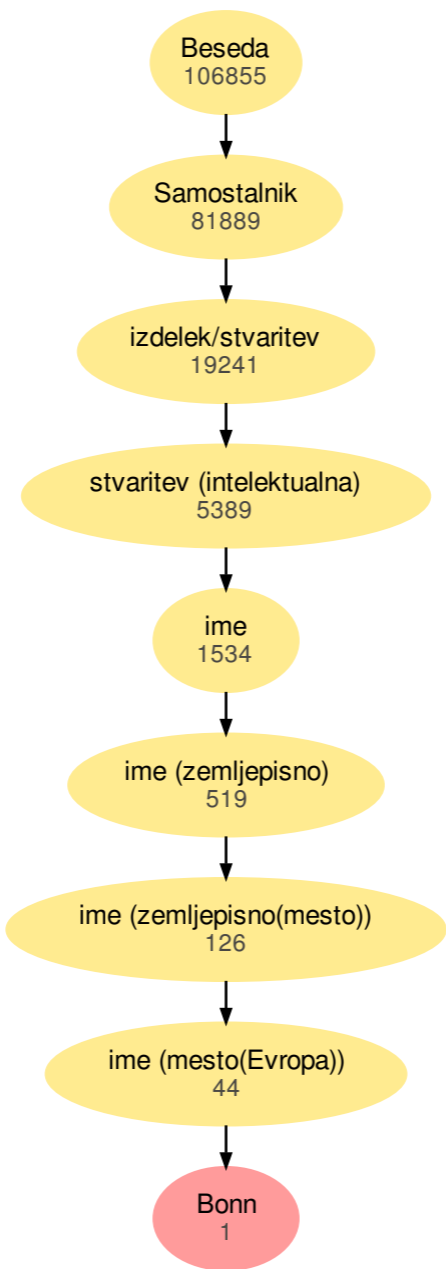 Beseda
106855
Samostalnik
81889
izdelek/stvaritev
19241
stvaritev (intelektualna)
5389
ime
1534
ime (zemljepisno)
519
ime (zemljepisno(mesto))
126
ime (mesto(Evropa))
44
Bonn
1